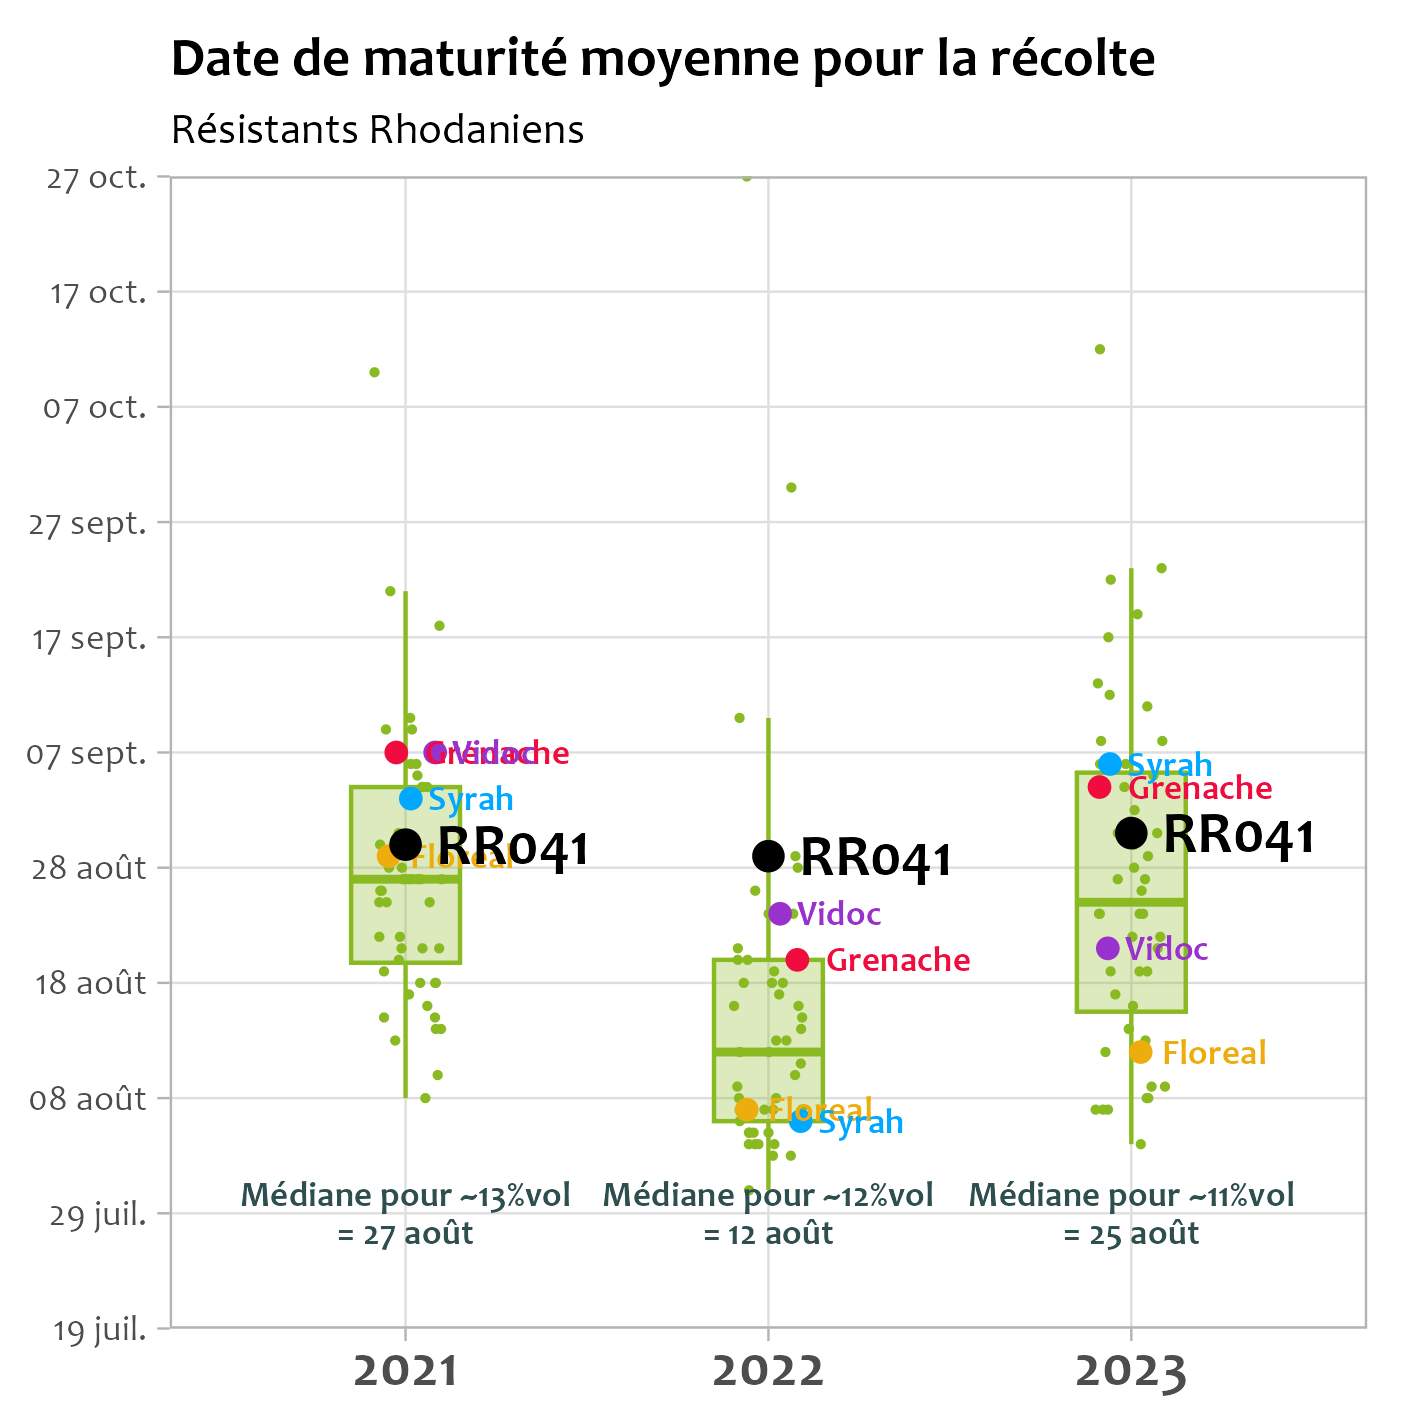 Date de maturité moyenne pour la récolte
Résistants Rhodaniens
27 oct.
17 oct.
07 oct.
27 sept.
17 sept.
07 sept.
28 août
18 août
08 août
29 juil.
19 juil.
Grenache
Vidoc
Syrah
RR041
Floreal
RR041
Vidoc
Grenache
Floreal
Syrah
Syrah
Grenache
RR041
Vidoc
Floreal
Médiane pour ~13%vol
= 27 août
Médiane pour ~12%vol
= 12 août
Médiane pour ~11%vol
= 25 août
2021
2022
2023